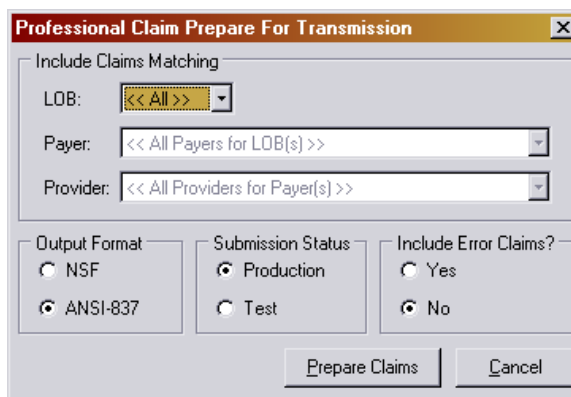 Professional Claim Prepare For Transmission
Include Claims Matching
LOB: << All >>
Payer: << All Payers for LOB(s) >>
Provider: << All Providers for Payer(s) >>
Output Format Submission Status Include Error Claims?
NSF Production Yes
ANSI-837 Test No
Prepare Claims Cancel